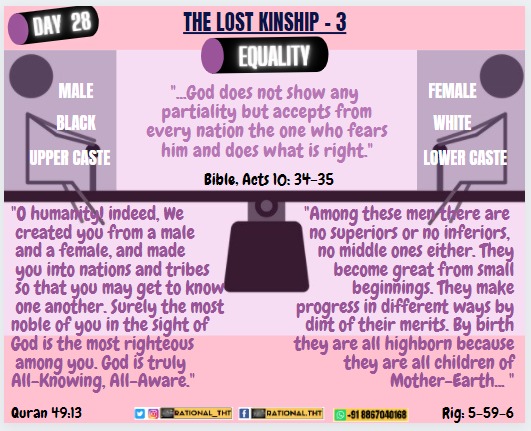 DAY 28
THE LOST KINSHIP - 3
EQUALITY
MALE
BLACK
UPPER CASTE
FEMALE
WHITE
LOWER CASTE
"...God does not show any
partiality but accepts from
every nation the one who fears
him and does what is right."
Bible, Acts 10: 34-35
"O humanity! indeed, We
created you from a male
and a female, and made
you into nations and tribes
so that you may get to know
one another. Surely the most
noble of you in the sight of
God is the most righteous
among you. God is truly
All-Knowing, All-Aware."
Quran 49:13
"Among these men there are
no superiors or no inferiors,
no middle ones either. They
become great from small
beginnings. They make
progress in different ways by
dint of their merits. By birth
they are all highborn because
they are all children of
Mother-Earth... "
Rig: 5-59-6
RATIONAL_THT
RATIONAL.THT
+91 8867040168